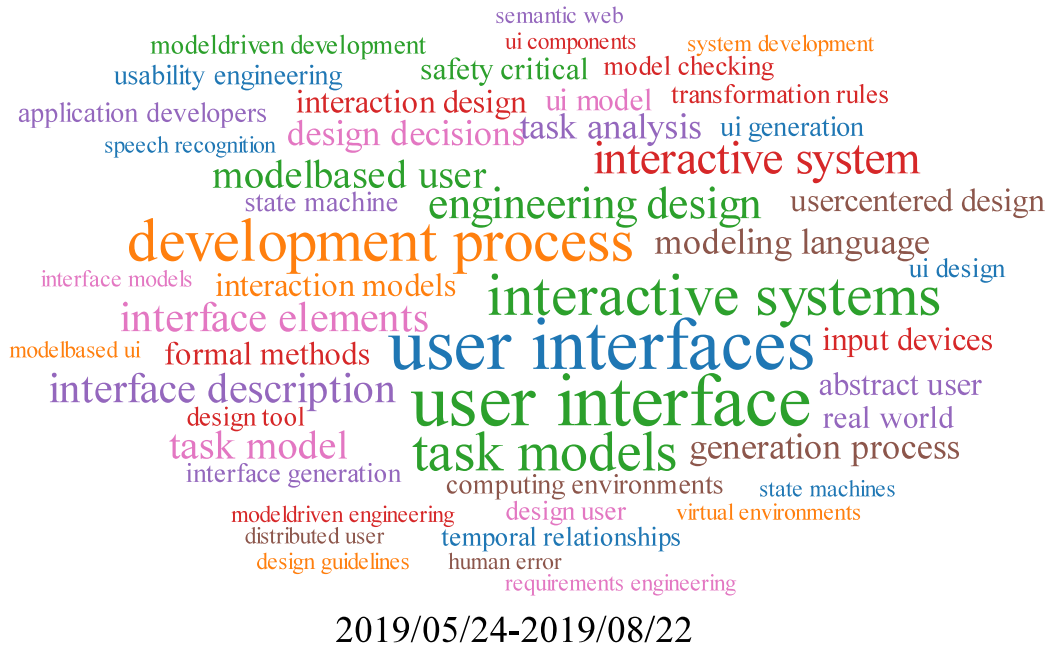 semantic web
modeldriven development
ui components
system development
usability engineering
safety critical
model checking
application developers
interaction design
ui model
transformation rules
speech recognition
design decisions
task analysis
ui generation
modelbased user
interactive system
state machine
engineering design
usercentered design
development process
modeling language
interface models
interaction models
interactive systems
ui design
interface elements
modelbased ui
formal methods
user interfaces
input devices
interface description
user interface
abstract user
design tool
real world
task model
task models
generation process
interface generation
computing environments
state machines
modeldriven engineering
design user
virtual environments
distributed user
temporal relationships
design guidelines
human error
requirements engineering
2019/05/24-2019/08/22